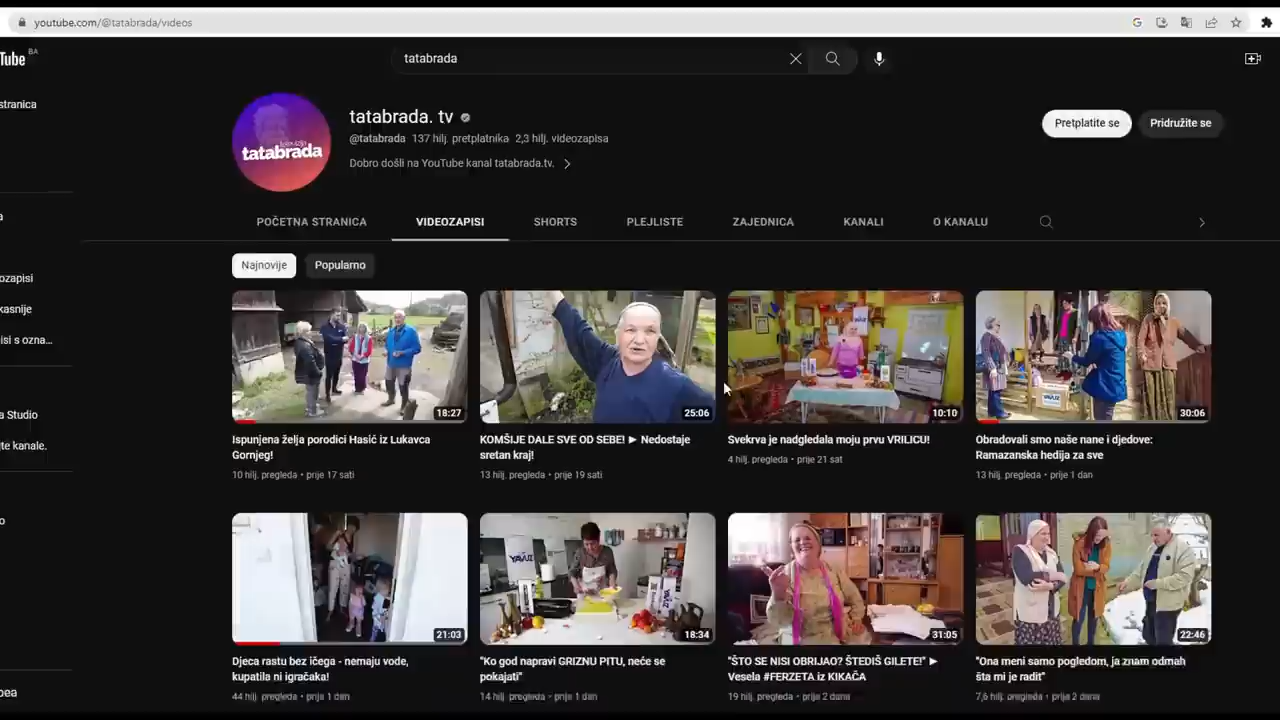 youtube.com/@tatabrada/videos
Tube BA
tatabrada
stranica
tatabrada
tatabrada. tv
@tatabrada 137 hilj. pretplatnika 2,3 hilj. videozapisa
Dobro došli na YouTube kanal tatabrada.tv.
Pretplatite se
Pridružite se
POČETNA STRANICA
VIDEOZAPISI
SHORTS
PLEJLISTE
ZAJEDNICA
KANALI
O KANALU
Najnovije
Popularno
ozapisi
kasnije
isi s ozna...
a Studio
jte kanale.
18:27
25:06
10:10
30:06
Ispunjena želja porodici Hasić iz Lukavca
Gornjeg!
10 hilj. pregleda • prije 17 sati
KOMŠIJE DALE SVE OD SEBE! ► Nedostaje
sretan kraj!
13 hilj. pregleda • prije 19 sati
Svekrva je nadgledala moju prvu VRILICU!
4 hilj. pregleda • prije 21 sat
Obradovali smo naše nane i djedove:
Ramazanska hedija za sve
13 hilj. pregleda • prije 1 dan
YAVUZ
21:03
18:34
31:05
22:46
Djeca rastu bez ičega - nemaju vode,
kupatila ni igračaka!
44 hilj. pregleda • prije 1 dan
"Ko god napravi GRIZNU PITU, neće se
pokajati"
14 hilj. pregleda • prije 1 dan
"ŠTO SE NISI OBRIJAO? ŠTEDIŠ GILETE!" ►
Vesela #FERZETA iz KIKAČA
19 hilj. pregleda • prije 2 dana
"Ona meni samo pogledom, ja znam odmah
šta mi je radit"
7,6 hilj. pregleda • prije 2 dana